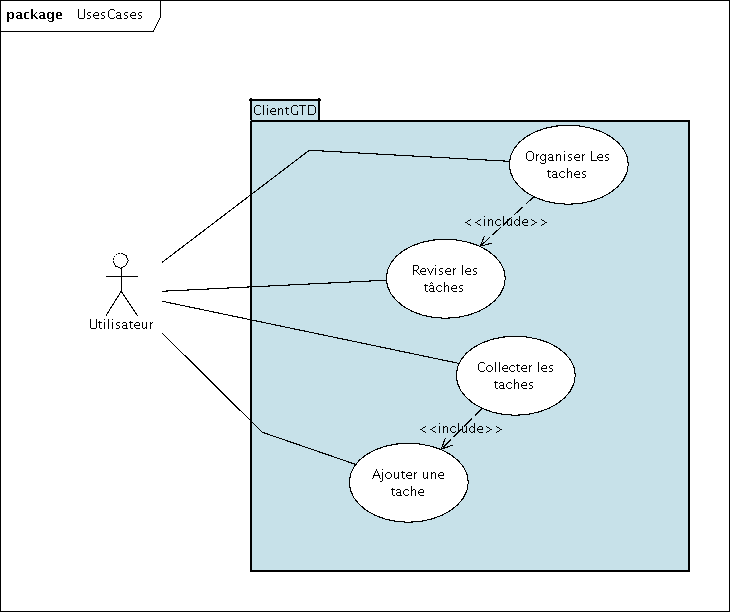 package UsesCases
ClientGTD
Organiser Les
taches
<<include>>
Reviser les
tâches
Utilisateur
Collecter les
taches
<<include>>
Ajouter une
tache